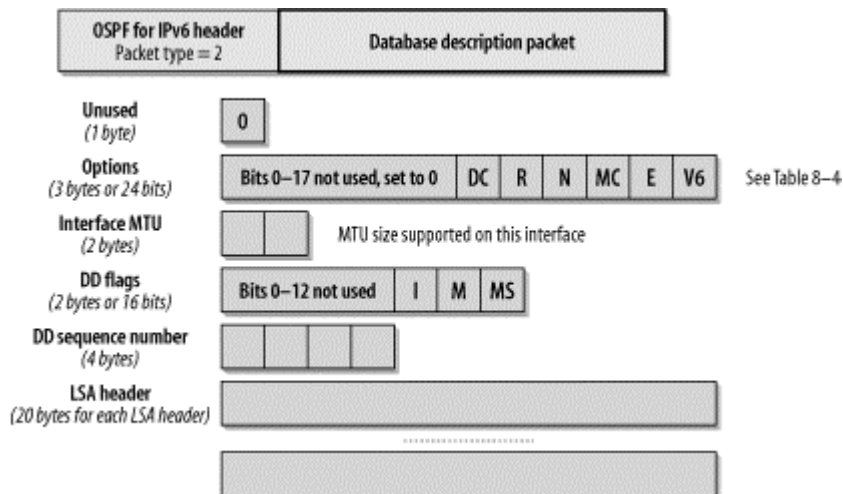 OSPF for IPv6 header
Packet type = 2
Database description packet
Unused
(1 byte)
0
Options
(3 bytes or 24 bits)
Bits 0–17 not used, set to 0
DC
R
N
MC
E
V6
See Table 8–4
Interface MTU
(2 bytes)
MTU size supported on this interface
DD flags
(2 bytes or 16 bits)
Bits 0–12 not used
I
M
MS
DD sequence number
(4 bytes)
LSA header
(20 bytes for each LSA header)